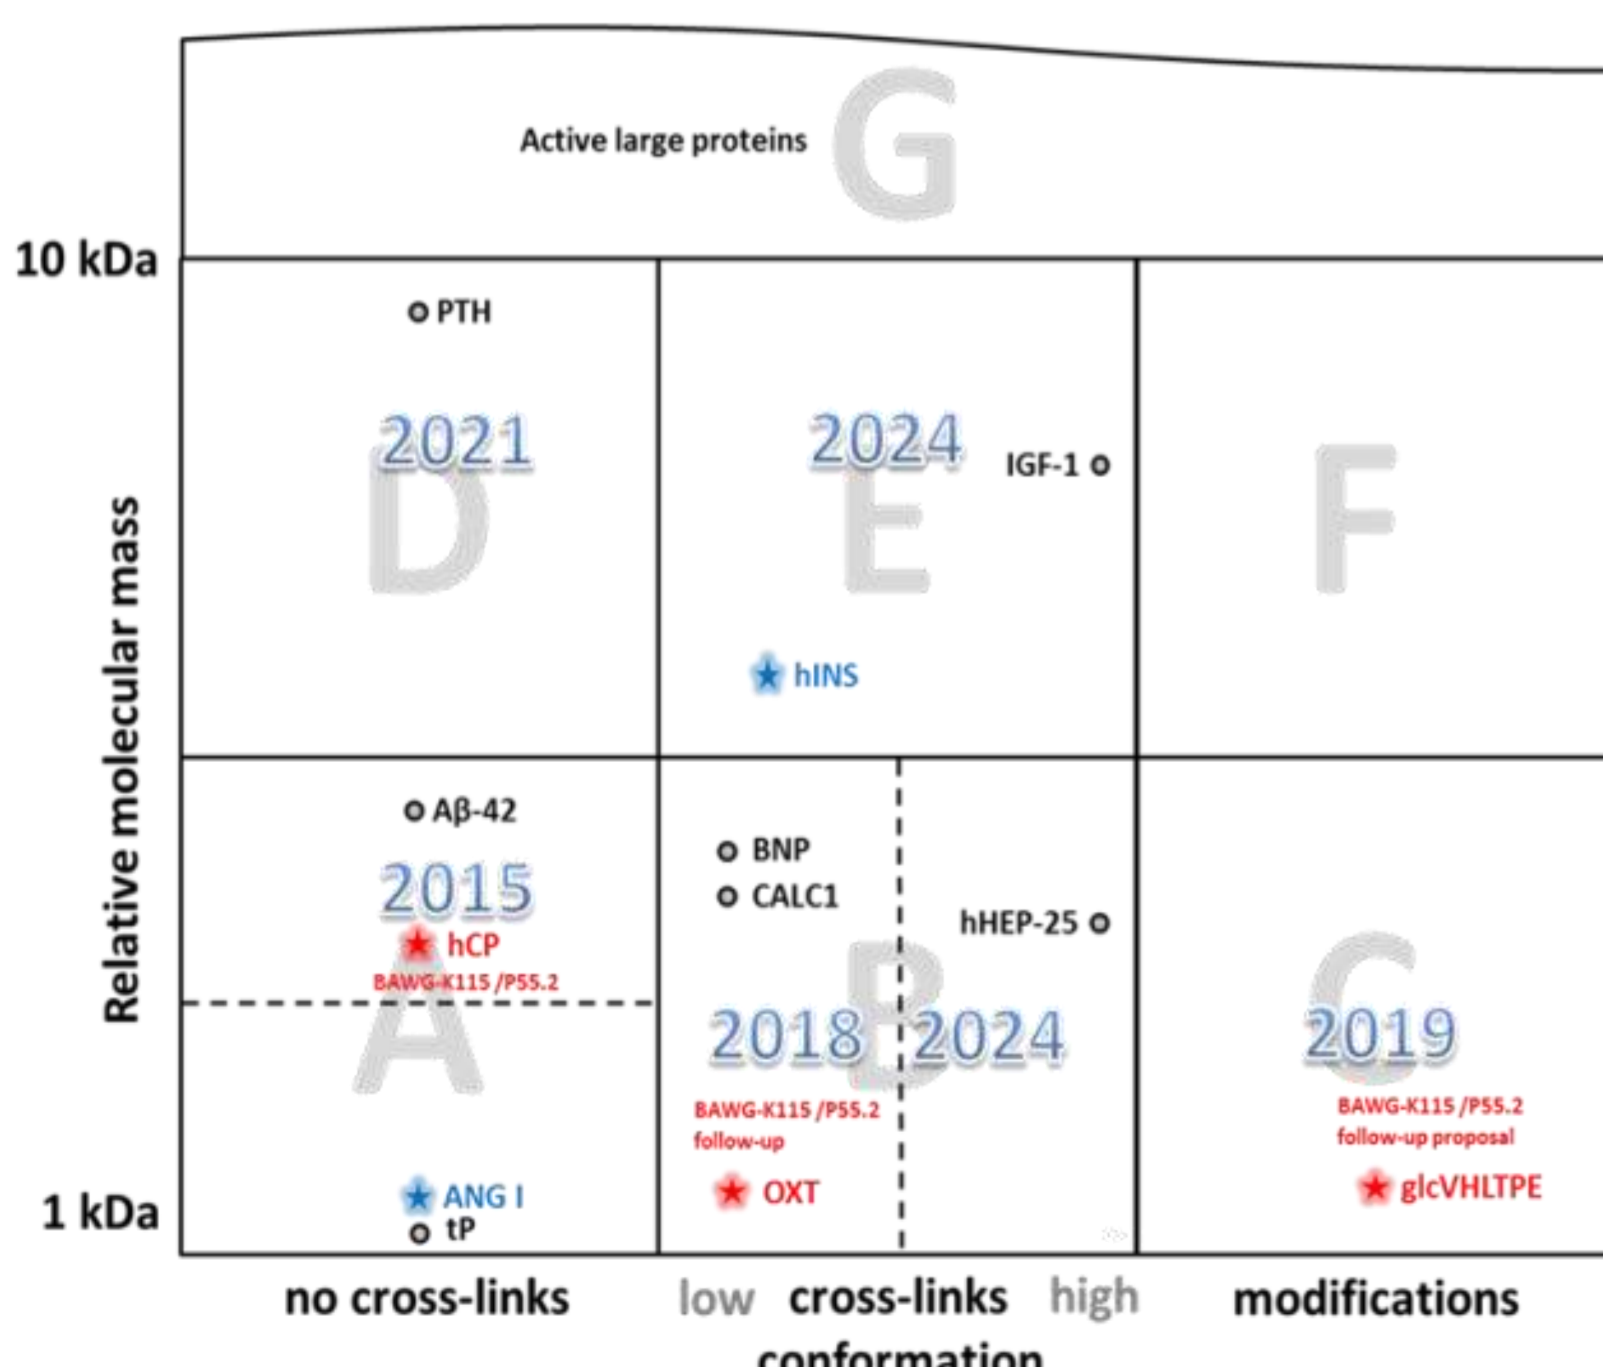 G
Active large proteins
10 kDa
PTH
2021
2024
IGF-1
D
E
F
hINS
Relative molecular mass
Aβ-42
2015
hCP
BAWG-K115 /P55.2
A
BNP
CALC1
hHEP-25
B
C
2018
2024
2019
BAWG-K115 /P55.2
follow-up
BAWG-K115 /P55.2
follow-up proposal
ANG I
OXT
glcVHLTPE
1 kDa
tP
no cross-links
low cross-links high
modifications
conformation